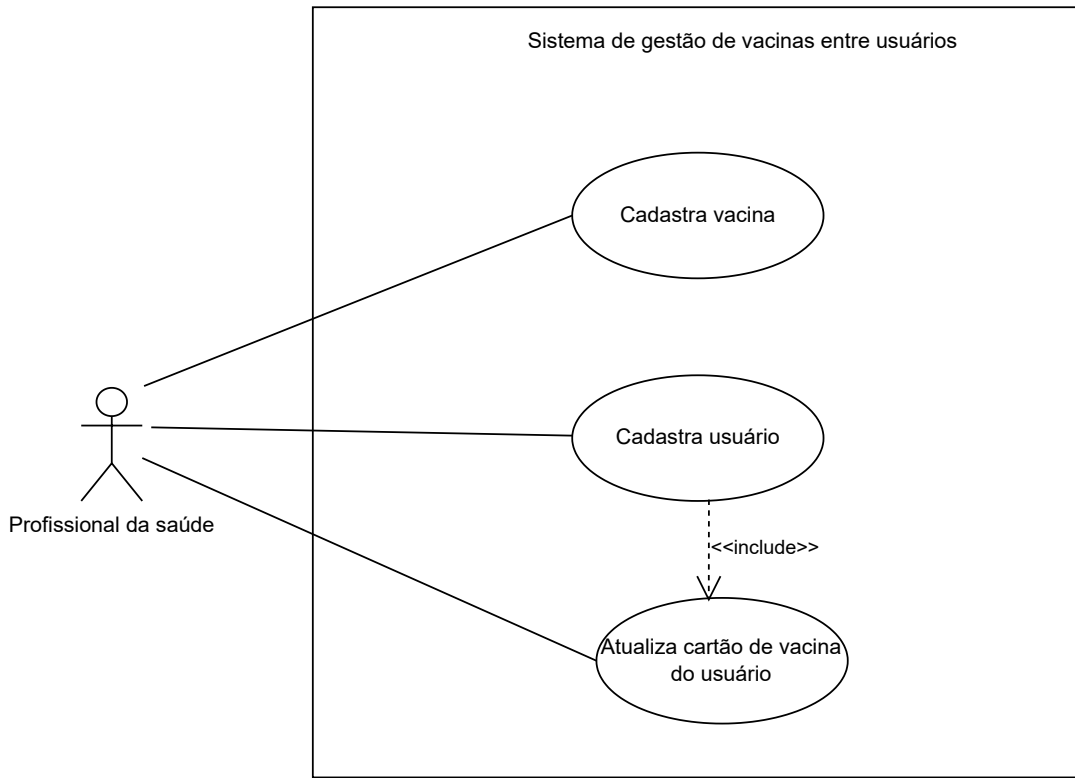 Sistema de gestão de vacinas entre usuários
Cadastra vacina
Cadastra usuário
Profissional da saúde
<<include>>
Atualiza cartão de vacina
do usuário